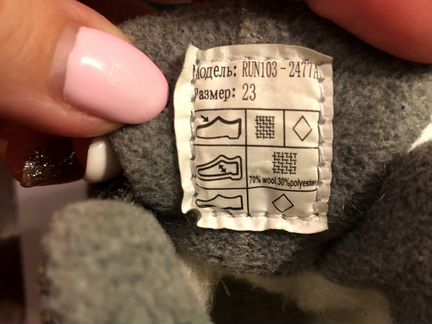 Модель: RUN103-2477A
Размер: 23
70% wool, 30% polyester